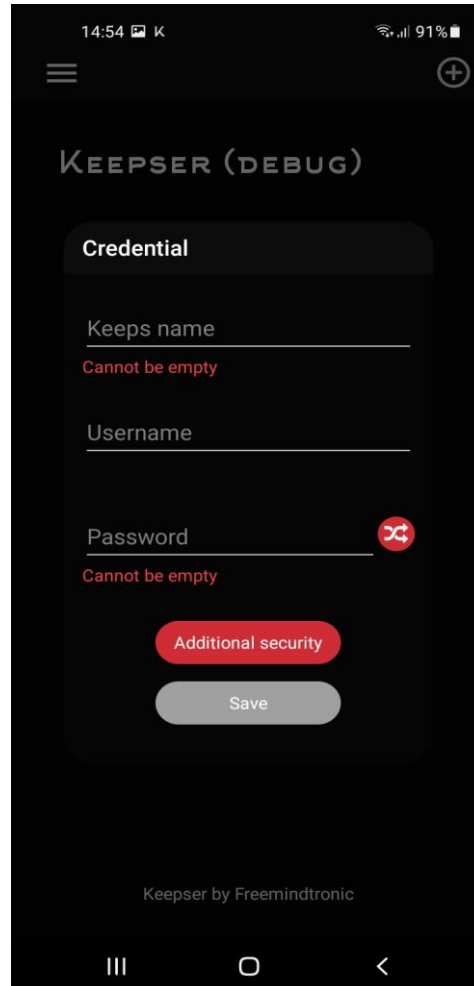 14:54 K 91%
KEEPSER (DEBUG)
Credential
Keeps name
Cannot be empty
Username
Password
Cannot be empty
Additional security
Save
Keepser by Freemindtronic